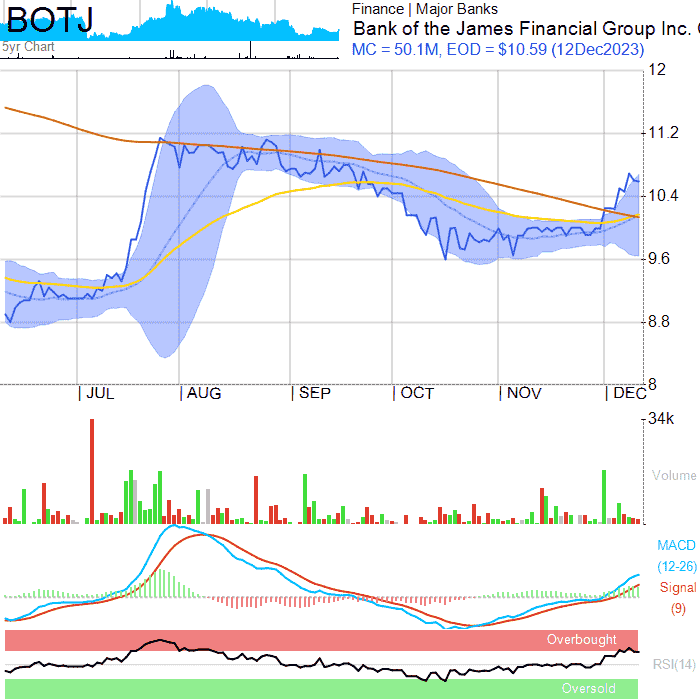 BOTJ
5yr Chart
Finance | Major Banks
Bank of the James Financial Group Inc. (
MC = 50.1M, EOD = $10.59 (12Dec2023)
12
11.2
10.4
9.6
8.8
8
JUL
AUG
SEP
OCT
NOV
DEC
34k
Volume
MACD
(12-26)
Signal
(9)
Overbought
RSI(14)
Oversold